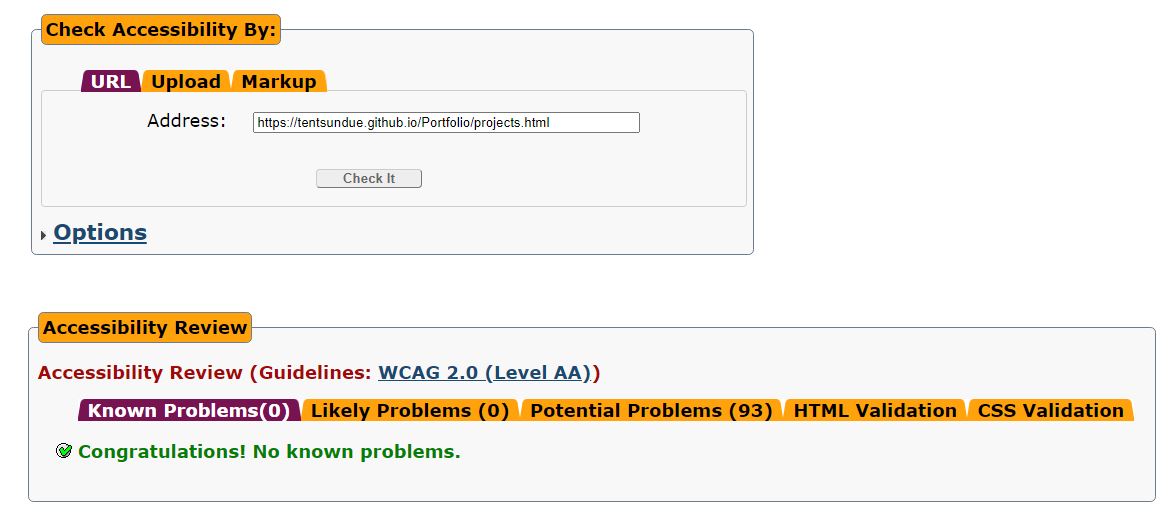 Check Accessibility By:
URL Upload Markup
Address: https://tentsundue.github.io/Portfolio/projects.html
Check It
Options
Accessibility Review
Accessibility Review (Guidelines: WCAG 2.0 (Level AA))
Known Problems(0) Likely Problems (0) Potential Problems (93) HTML Validation CSS Validation
Congratulations! No known problems.